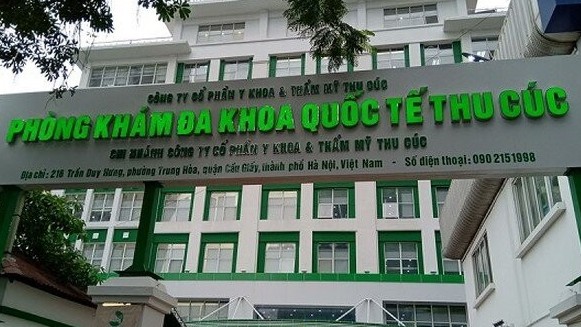 CÔNG TY CỔ PHẦN Y KHOA & THẨM MỸ THU CÚC
PHÒNG KHÁM ĐA KHOA QUỐC TẾ THU CÚC
CHI NHÁNH CÔNG TY CỔ PHẦN Y KHOA & THẨM MỸ THU CÚC
Địa chỉ: 216 Trần Duy Hưng, phường Trung Hòa, quận Cầu Giấy, thành phố Hà Nội, Việt Nam - Số điện thoại: 090 2151998